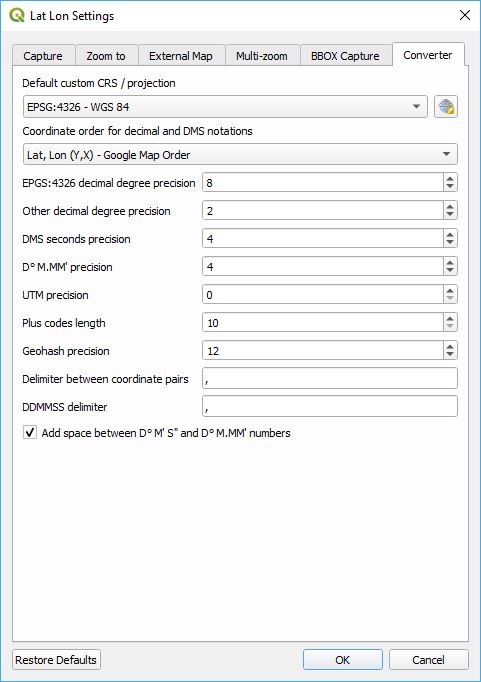 Lat Lon Settings
Capture Zoom to External Map Multi-zoom BBOX Capture Converter
Default custom CRS / projection
EPSG:4326 - WGS 84
Coordinate order for decimal and DMS notations
Lat, Lon (Y,X) - Google Map Order
EPGS:4326 decimal degree precision 8
Other decimal degree precision 2
DMS seconds precision 4
D° M.MM' precision 4
UTM precision 0
Plus codes length 10
Geohash precision 12
Delimiter between coordinate pairs ,
DDMMSS delimiter ,
Add space between D° M' S" and D° M.MM' numbers
Restore Defaults OK Cancel